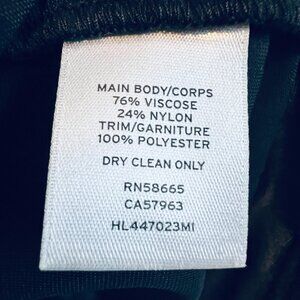 MAIN BODY/CORPS
76% VISCOSE
24% NYLON
TRIM/GARNITURE
100% POLYESTER
DRY CLEAN ONLY
RN58665
CA57963
HL447023MI